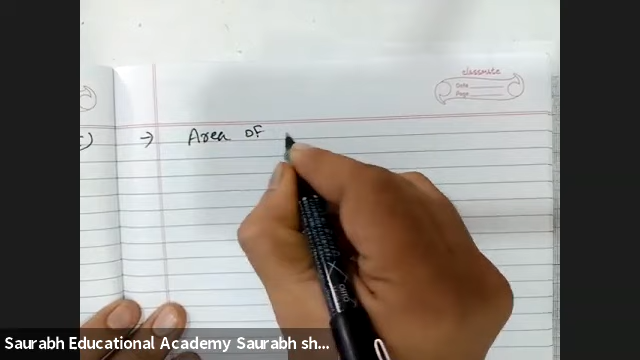 classmate
Date
Page
→ Area of
Saurabh Educational Academy Saurabh sh...